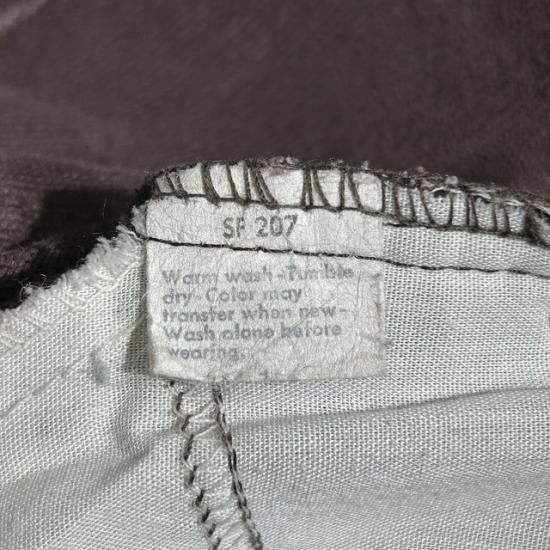 SF 207
Warm wash-Tumble
dry-Color may
transfer when new-
Wash alone before
wearing.